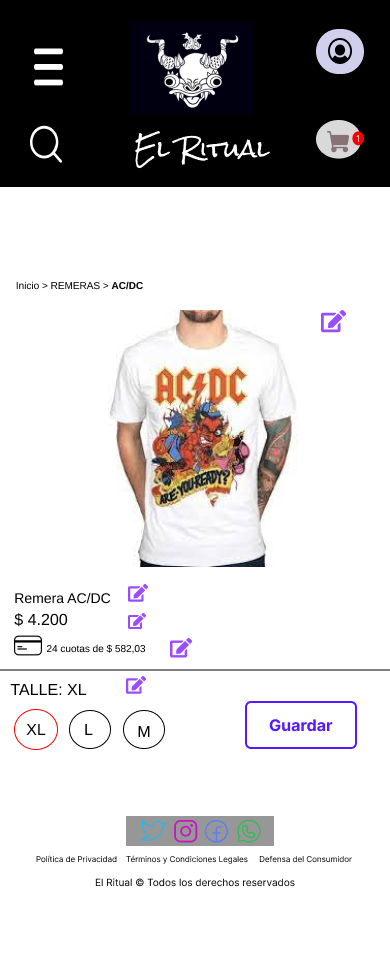 1
El Ritual
Inicio > REMERAS > AC/DC
AC/DC
ARE·YOU·READY?
Remera AC/DC
$ 4.200
24 cuotas de $ 582,03
TALLE: XL
XL L M
Guardar
Política de Privacidad Términos y Condiciones Legales Defensa del Consumidor
El Ritual © Todos los derechos reservados